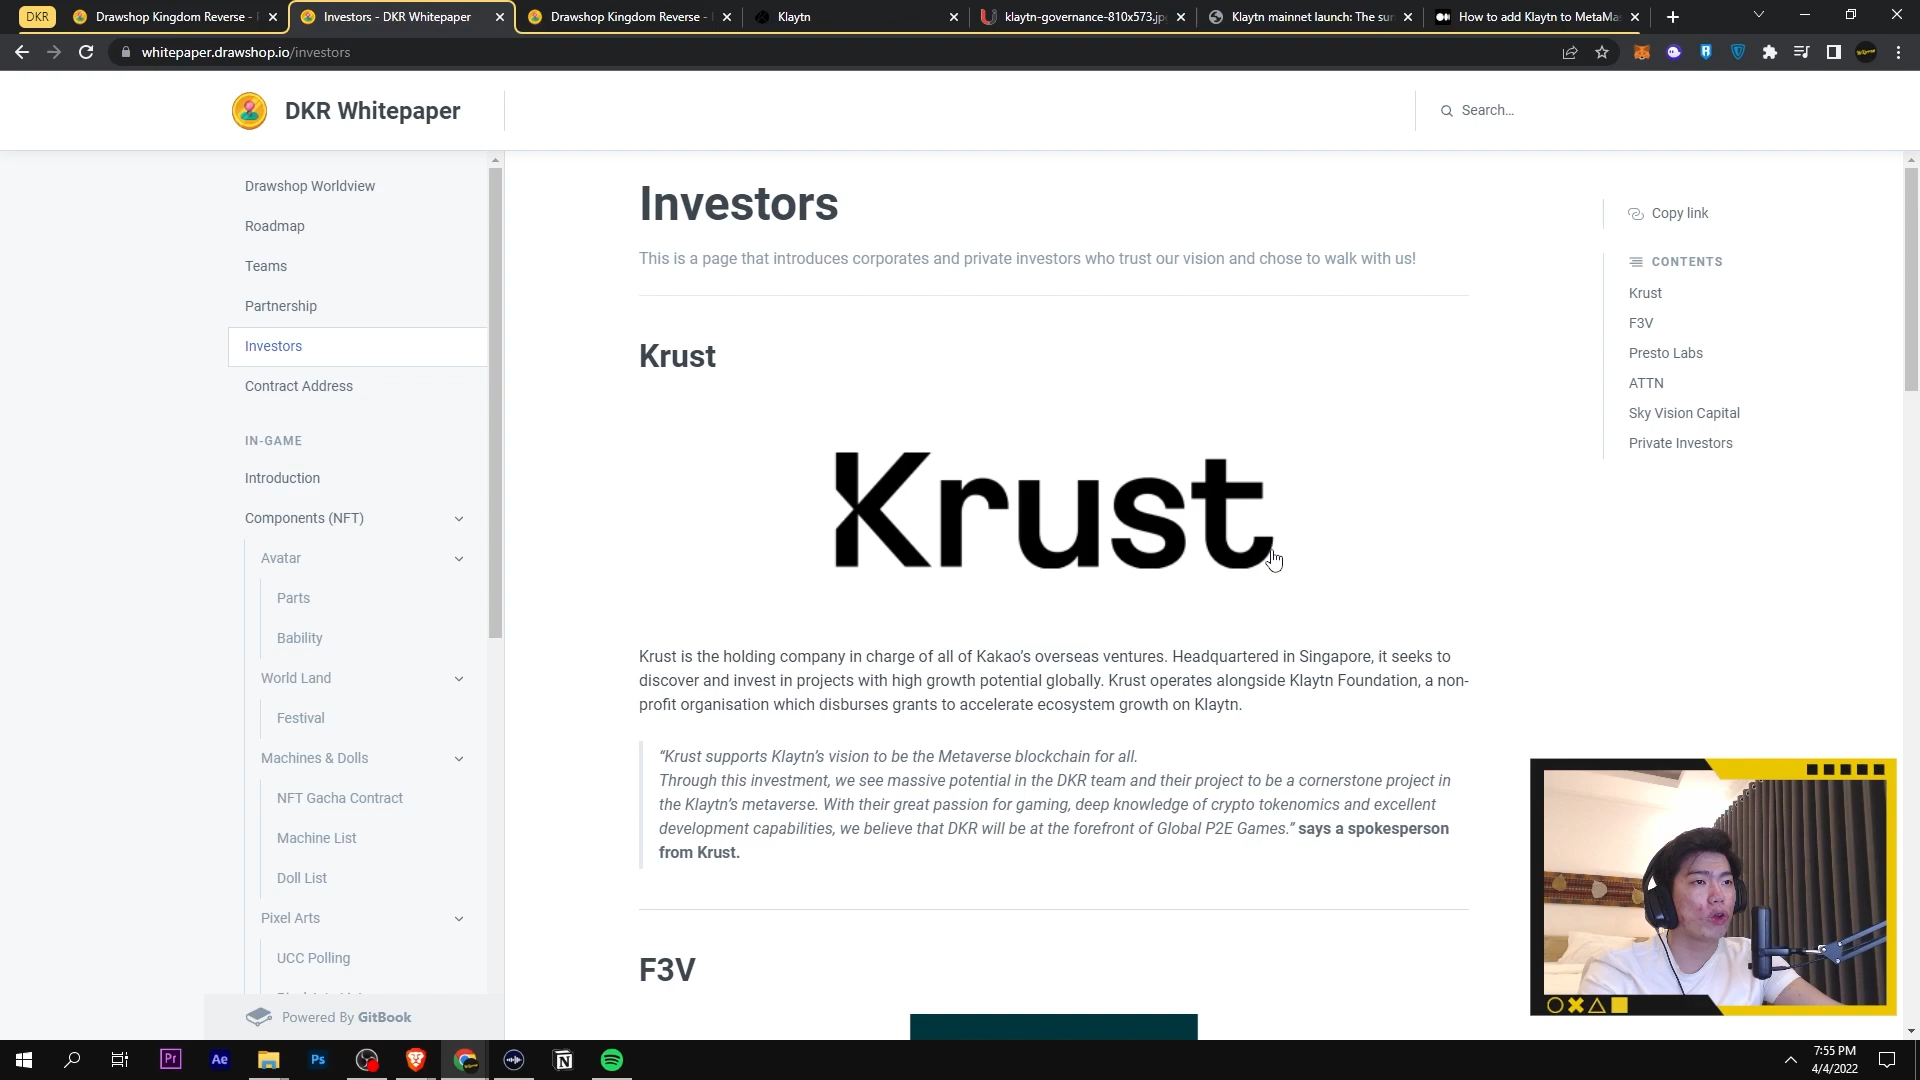 DKR
Drawshop Kingdom Reverse -
Investors - DKR Whitepaper
Drawshop Kingdom Reverse -
Klaytn
klaytn-governance-810x573.jp
Klaytn mainnet launch: The sur
How to add Klaytn to MetaMa
whitepaper.drawshop.io/investors
DKR Whitepaper
Search...
Drawshop Worldview
Roadmap
Teams
Partnership
Investors
Contract Address
IN-GAME
Introduction
Components (NFT)
Avatar
Parts
Bability
World Land
Festival
Machines & Dolls
NFT Gacha Contract
Machine List
Doll List
Pixel Arts
UCC Polling
Powered By GitBook
Investors
This is a page that introduces corporates and private investors who trust our vision and chose to walk with us!
Krust
Krust
Krust is the holding company in charge of all of Kakao's overseas ventures. Headquartered in Singapore, it seeks to
discover and invest in projects with high growth potential globally. Krust operates alongside Klaytn Foundation, a non-
profit organisation which disburses grants to accelerate ecosystem growth on Klaytn.
“Krust supports Klaytn's vision to be the Metaverse blockchain for all.
Through this investment, we see massive potential in the DKR team and their project to be a cornerstone project in
the Klaytn's metaverse. With their great passion for gaming, deep knowledge of crypto tokenomics and excellent
development capabilities, we believe that DKR will be at the forefront of Global P2E Games.” says a spokesperson
from Krust.
F3V
Copy link
CONTENTS
Krust
F3V
Presto Labs
ATTN
Sky Vision Capital
Private Investors
Pr
Ae
Ps
7:55 PM
4/4/2022